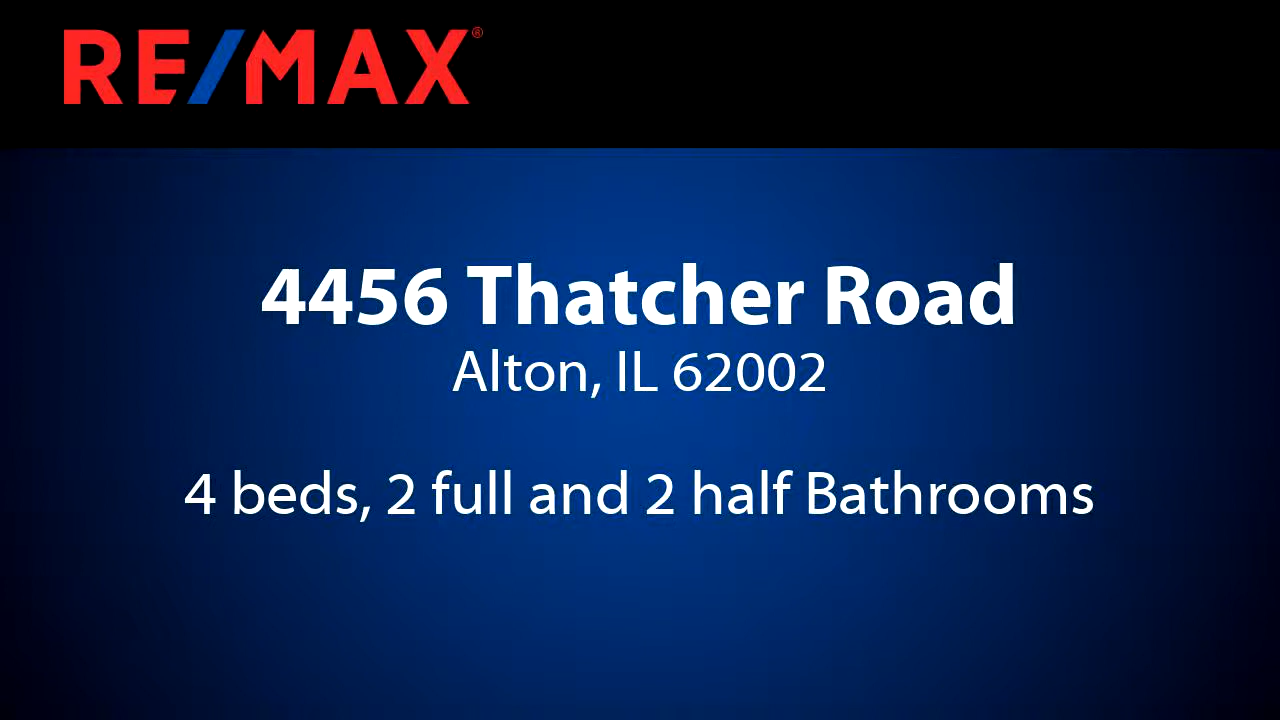 RE/MAX®
4456 Thatcher Road
Alton, IL 62002
4 beds, 2 full and 2 half Bathrooms